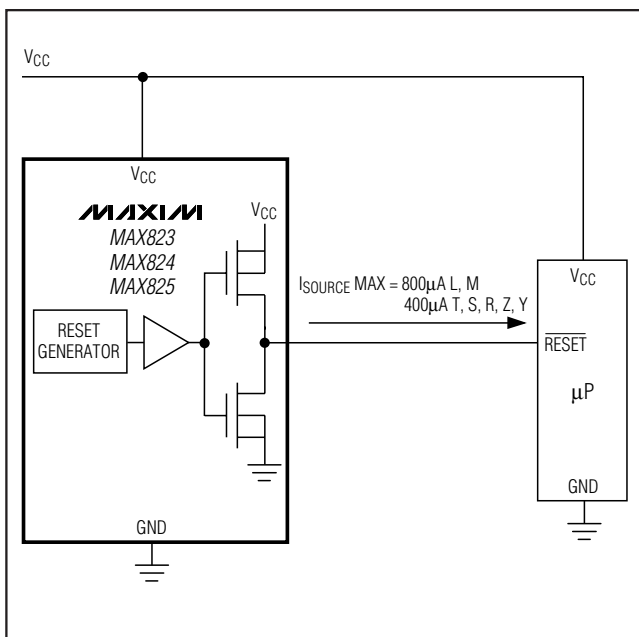 VCC
VCC
MAXIM
MAX823
MAX824
MAX825
VCC
RESET
GENERATOR
ISOURCE MAX = 800µA L, M
400µA T, S, R, Z, Y
VCC
RESET
µP
GND
GND